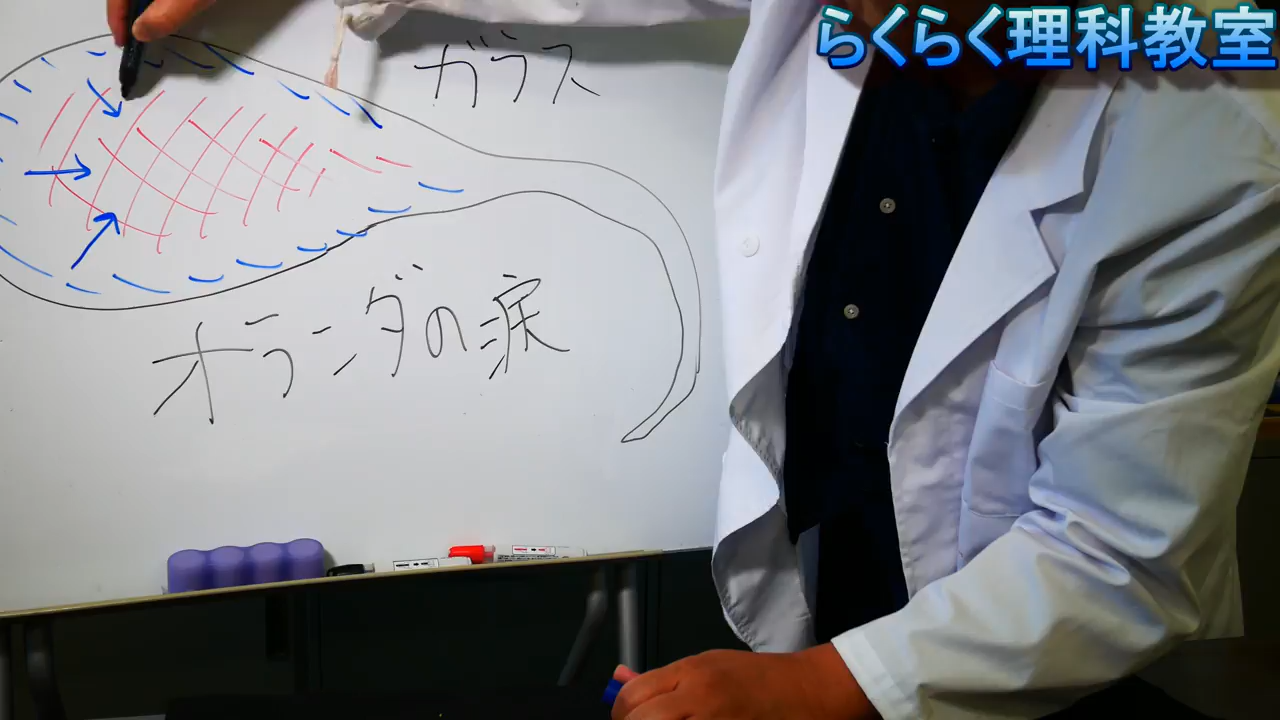 らくらく理科教室
ガラス
オランダの涙